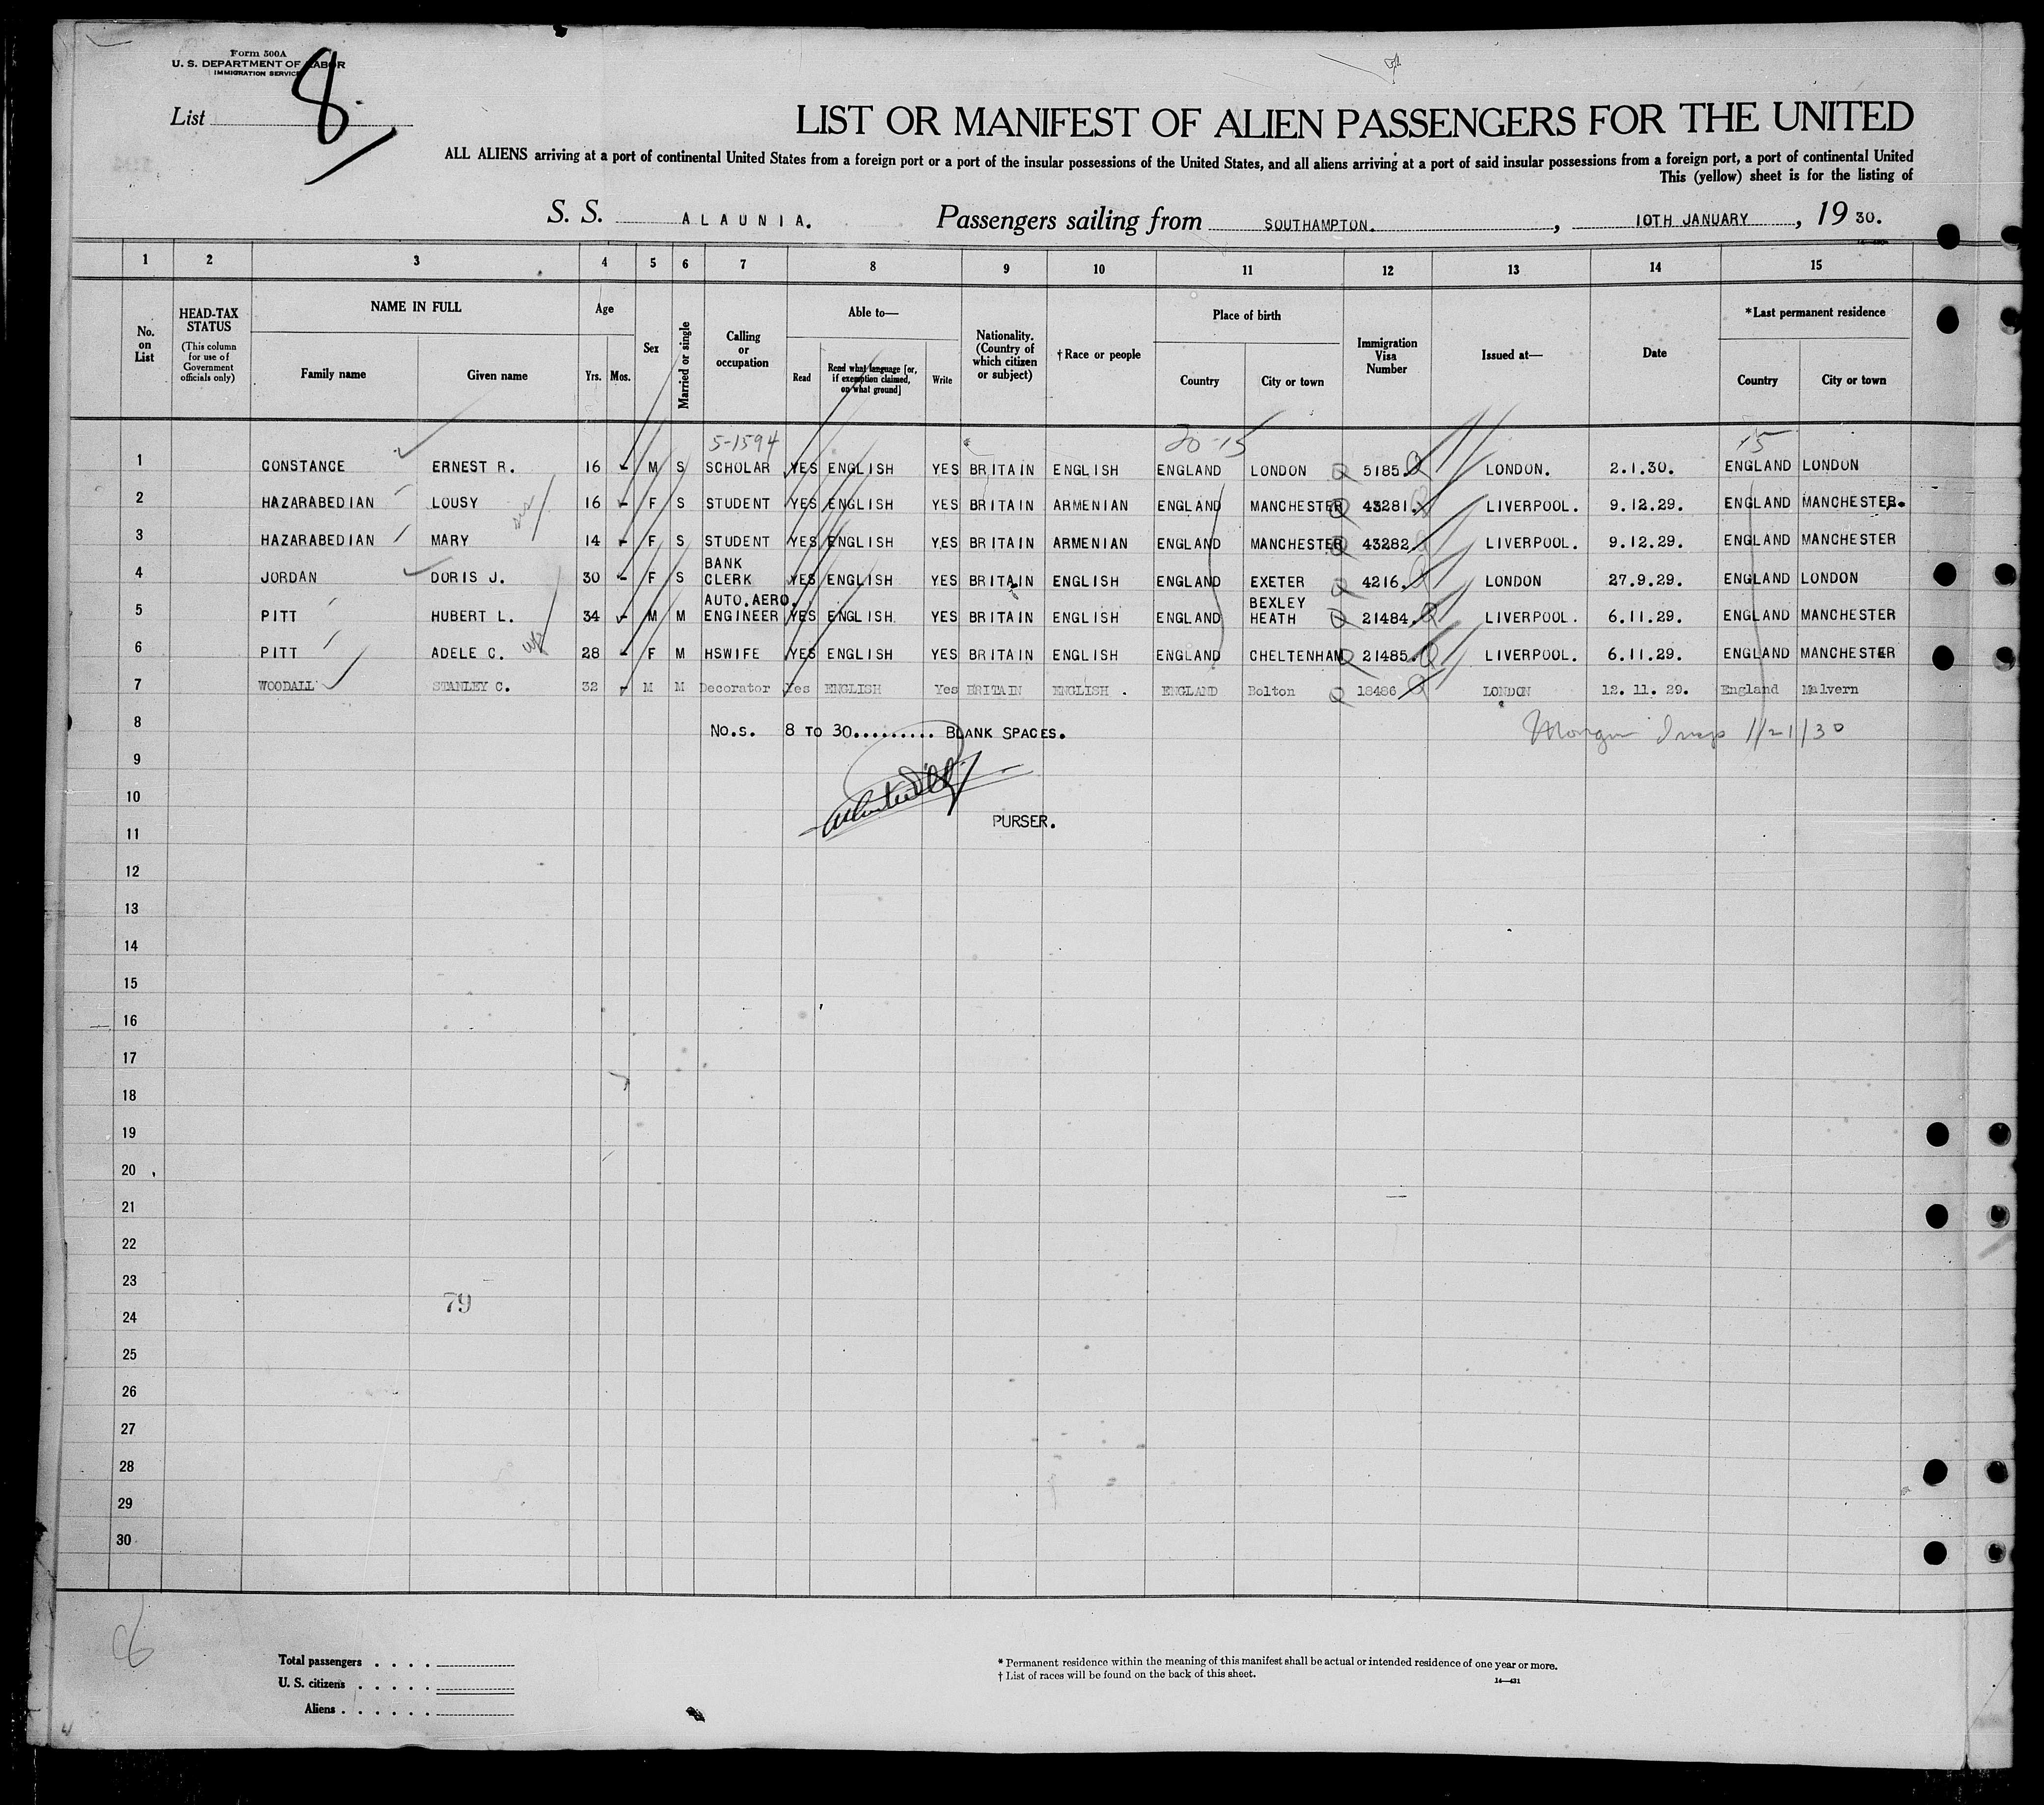 Form 500A
U. S. DEPARTMENT OF LABOR
IMMIGRATION SERVICE
List 8
LIST OR MANIFEST OF ALIEN PASSENGERS FOR THE UNITED
ALL ALIENS arriving at a port of continental United States from a foreign port or a port of the insular possessions of the United States, and all aliens arriving at a port of said insular possessions from a foreign port, a port of continental United
This (yellow) sheet is for the listing of
S. S. ALAUNIA. Passengers sailing from SOUTHAMPTON. , 10TH JANUARY , 19 30.
1 2 3 4 5 6 7 8 9 10 11 12 13 14 15
No. on List
HEAD-TAX STATUS (This column for use of Government officials only)
NAME IN FULL Family name Given name
Age Yrs. Mos.
Sex
Married or single
Calling or occupation
Able to— Read Read what language [or, if exemption claimed, on what ground] Write
Nationality. (Country of which citizen or subject)
† Race or people
Place of birth Country City or town
Immigration Visa Number
Issued at—
Date
*Last permanent residence Country City or town
5-1594 20-15 15
1 CONSTANCE ERNEST R. 16 - M S SCHOLAR YES ENGLISH YES BRITAIN ENGLISH ENGLAND LONDON 5185. LONDON. 2.1.30. ENGLAND LONDON
2 HAZARABEDIAN LOUSY 16 - F S STUDENT YES ENGLISH YES BRITAIN ARMENIAN ENGLAND MANCHESTER 43281. LIVERPOOL. 9.12.29. ENGLAND MANCHESTER.
3 HAZARABEDIAN MARY 14 - F S STUDENT YES ENGLISH YES BRITAIN ARMENIAN ENGLAND MANCHESTER 43282 LIVERPOOL. 9.12.29. ENGLAND MANCHESTER
4 JORDAN DORIS J. 30 - F S BANK CLERK YES ENGLISH YES BRITAIN ENGLISH ENGLAND EXETER 4216. LONDON 27.9.29. ENGLAND LONDON
5 PITT HUBERT L. 34 - M M AUTO.AERO. ENGINEER YES ENGLISH. YES BRITAIN ENGLISH ENGLAND BEXLEY HEATH 21484. LIVERPOOL. 6.11.29. ENGLAND MANCHESTER
6 PITT ADELE C. 28 - F M HSWIFE YES ENGLISH YES BRITAIN ENGLISH ENGLAND CHELTENHAM 21485. LIVERPOOL. 6.11.29. ENGLAND MANCHESTER
7 WOODALL STANLEY C. 32 - M M Decorator Yes ENGLISH Yes BRITAIN ENGLISH . ENGLAND Bolton 18486 LONDON 12. 11. 29. England Malvern
8 No.s. 8 TO 30......... BLANK SPACES. 1/21/30
9
10
11 PURSER.
12
13
14
15
16
17
18
19
20
21
22
23
79
24
25
26
27
28
29
30
Total passengers . . . .
U. S. citizens . . . . .
Aliens . . . . . .
* Permanent residence within the meaning of this manifest shall be actual or intended residence of one year or more.
† List of races will be found on the back of this sheet.